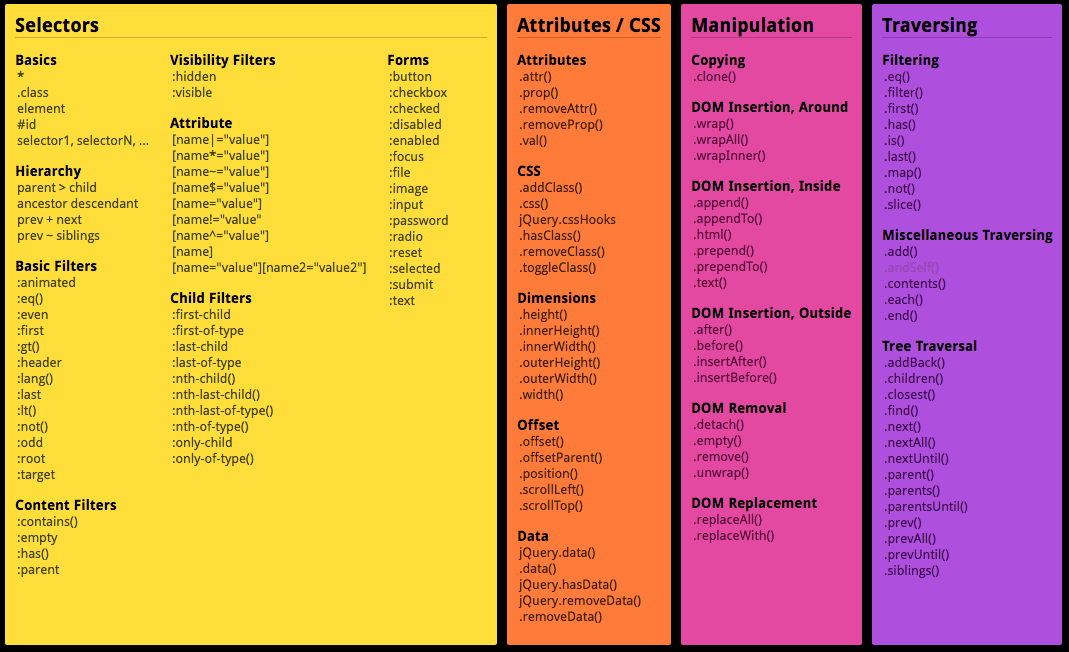 Selectors
Basics
*
.class
element
#id
selector1, selectorN, ...
Hierarchy
parent > child
ancestor descendant
prev + next
prev ~ siblings
Basic Filters
:animated
:eq()
:even
:first
:gt()
:header
:lang()
:last
:lt()
:not()
:odd
:root
:target
Content Filters
:contains()
:empty
:has()
:parent
Visibility Filters
:hidden
:visible
Attribute
[name|="value"]
[name*="value"]
[name~="value"]
[name$="value"]
[name="value"]
[name!="value"
[name^="value"]
[name]
[name="value"][name2="value2"]
Child Filters
:first-child
:first-of-type
:last-child
:last-of-type
:nth-child()
:nth-last-child()
:nth-last-of-type()
:nth-of-type()
:only-child
:only-of-type()
Forms
:button
:checkbox
:checked
:disabled
:enabled
:focus
:file
:image
:input
:password
:radio
:reset
:selected
:submit
:text
Attributes / CSS
Attributes
.attr()
.prop()
.removeAttr()
.removeProp()
.val()
CSS
.addClass()
.css()
jQuery.cssHooks
.hasClass()
.removeClass()
.toggleClass()
Dimensions
.height()
.innerHeight()
.innerWidth()
.outerHeight()
.outerWidth()
.width()
Offset
.offset()
.offsetParent()
.position()
.scrollLeft()
.scrollTop()
Data
jQuery.data()
.data()
jQuery.hasData()
jQuery.removeData()
.removeData()
Manipulation
Copying
.clone()
DOM Insertion, Around
.wrap()
.wrapAll()
.wrapInner()
DOM Insertion, Inside
.append()
.appendTo()
.html()
.prepend()
.prependTo()
.text()
DOM Insertion, Outside
.after()
.before()
.insertAfter()
.insertBefore()
DOM Removal
.detach()
.empty()
.remove()
.unwrap()
DOM Replacement
.replaceAll()
.replaceWith()
Traversing
Filtering
.eq()
.filter()
.first()
.has()
.is()
.last()
.map()
.not()
.slice()
Miscellaneous Traversing
.add()
.andSelf()
.contents()
.each()
.end()
Tree Traversal
.addBack()
.children()
.closest()
.find()
.next()
.nextAll()
.nextUntil()
.parent()
.parents()
.parentsUntil()
.prev()
.prevAll()
.prevUntil()
.siblings()